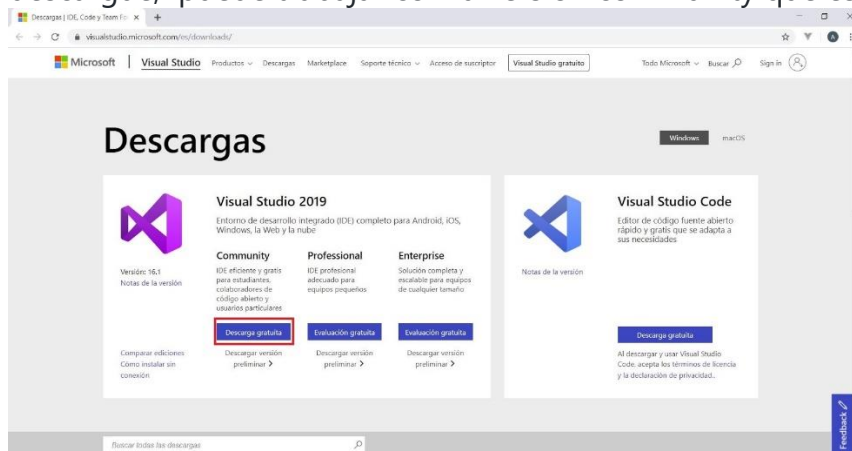 Descargas | IDE, Code y Team Fo
visualstudio.microsoft.com/es/downloads/
Microsoft | Visual Studio Productos Descargas Marketplace Soporte técnico Acceso de suscriptor Visual Studio gratuito Todo Microsoft Buscar Sign in
Descargas
Windows macOS
Visual Studio 2019
Entorno de desarrollo integrado (IDE) completo para Android, iOS,
Windows, la Web y la nube
Versión: 16.1
Notas de la versión
Community
IDE eficiente y gratis
para estudiantes,
colaboradores de
código abierto y
usuarios particulares
Descarga gratuita
Descargar versión
preliminar
Professional
IDE profesional
adecuado para
equipos pequeños
Evaluación gratuita
Descargar versión
preliminar
Enterprise
Solución completa y
escalable para equipos
de cualquier tamaño
Evaluación gratuita
Descargar versión
preliminar
Comparar ediciones
Cómo instalar sin
conexión
Visual Studio Code
Editor de código fuente abierto
rápido y gratis que se adapta a
sus necesidades
Notas de la versión
Descarga gratuita
Al descargar y usar Visual Studio
Code, acepta los términos de licencia
y la declaración de privacidad.
Feedback
Buscar todas las descargas